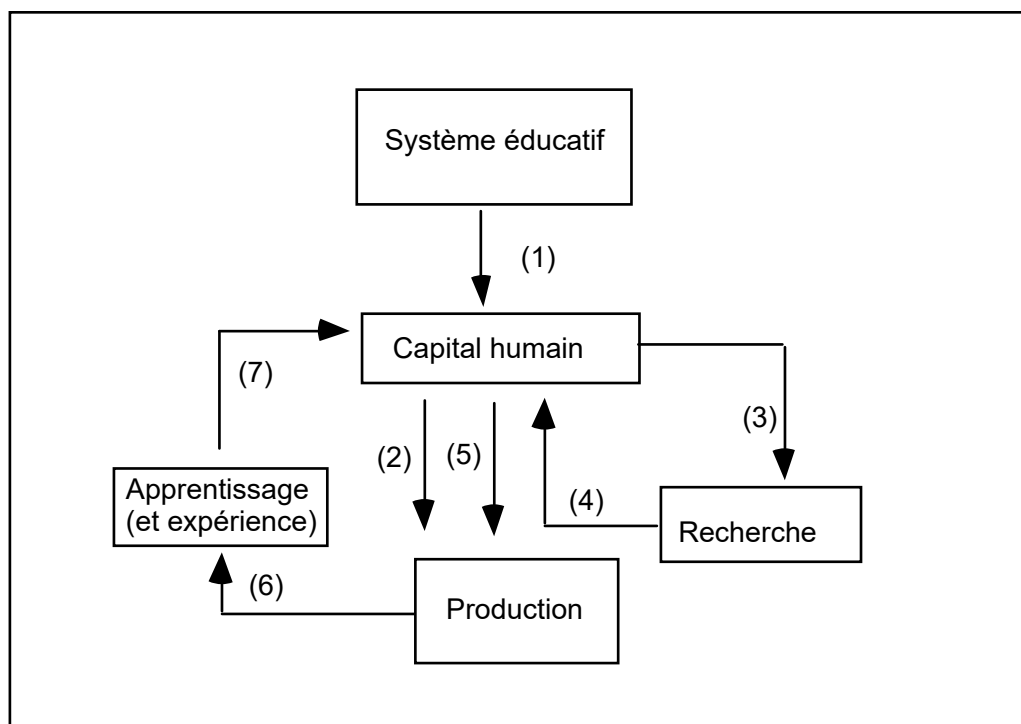 Système éducatif
(1)
Capital humain
(7)
(3)
(2)
(5)
Apprentissage
(et expérience)
(4)
Recherche
(6)
Production